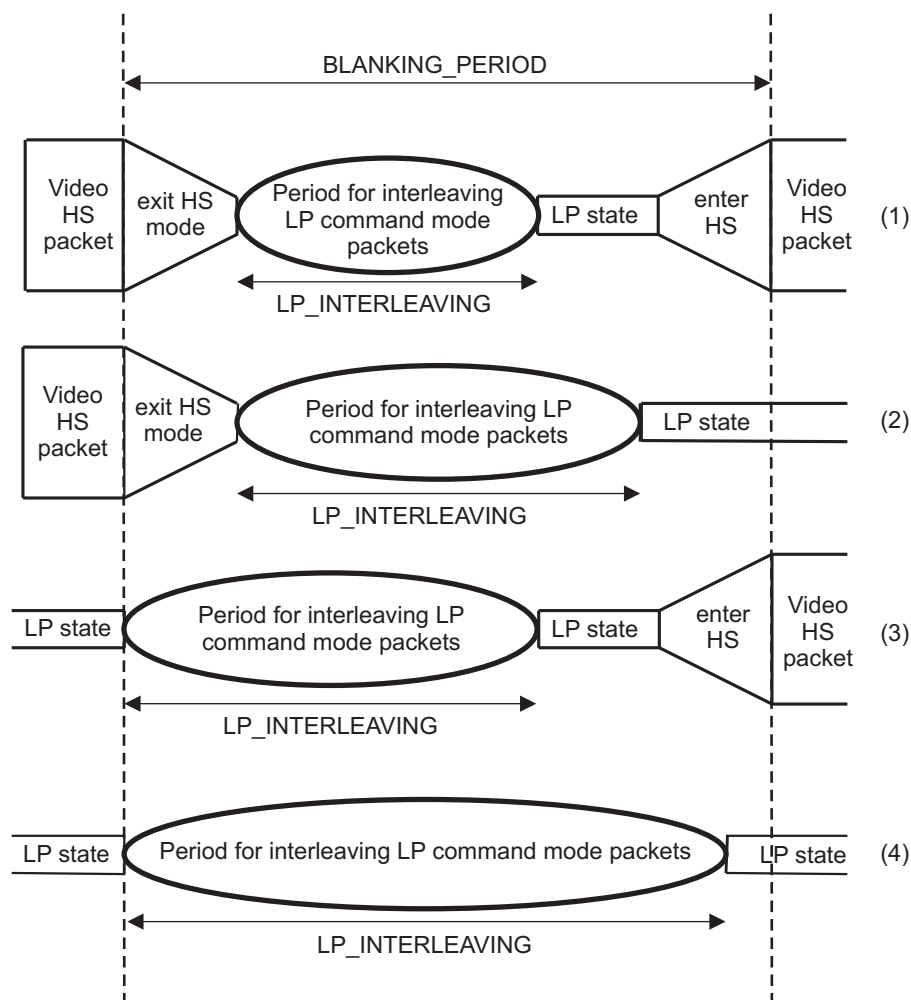 BLANKING_PERIOD
Video
HS
packet
exit HS
mode
Period for interleaving
LP command mode
packets
LP state
enter
HS
Video
HS
packet
(1)
LP_INTERLEAVING
Video
HS
packet
exit HS
mode
Period for interleaving LP
command mode packets
LP state
(2)
LP_INTERLEAVING
LP state
Period for interleaving LP
command mode packets
LP state
enter
HS
Video
HS
packet
(3)
LP_INTERLEAVING
LP state
Period for interleaving LP command mode packets
LP state
(4)
LP_INTERLEAVING